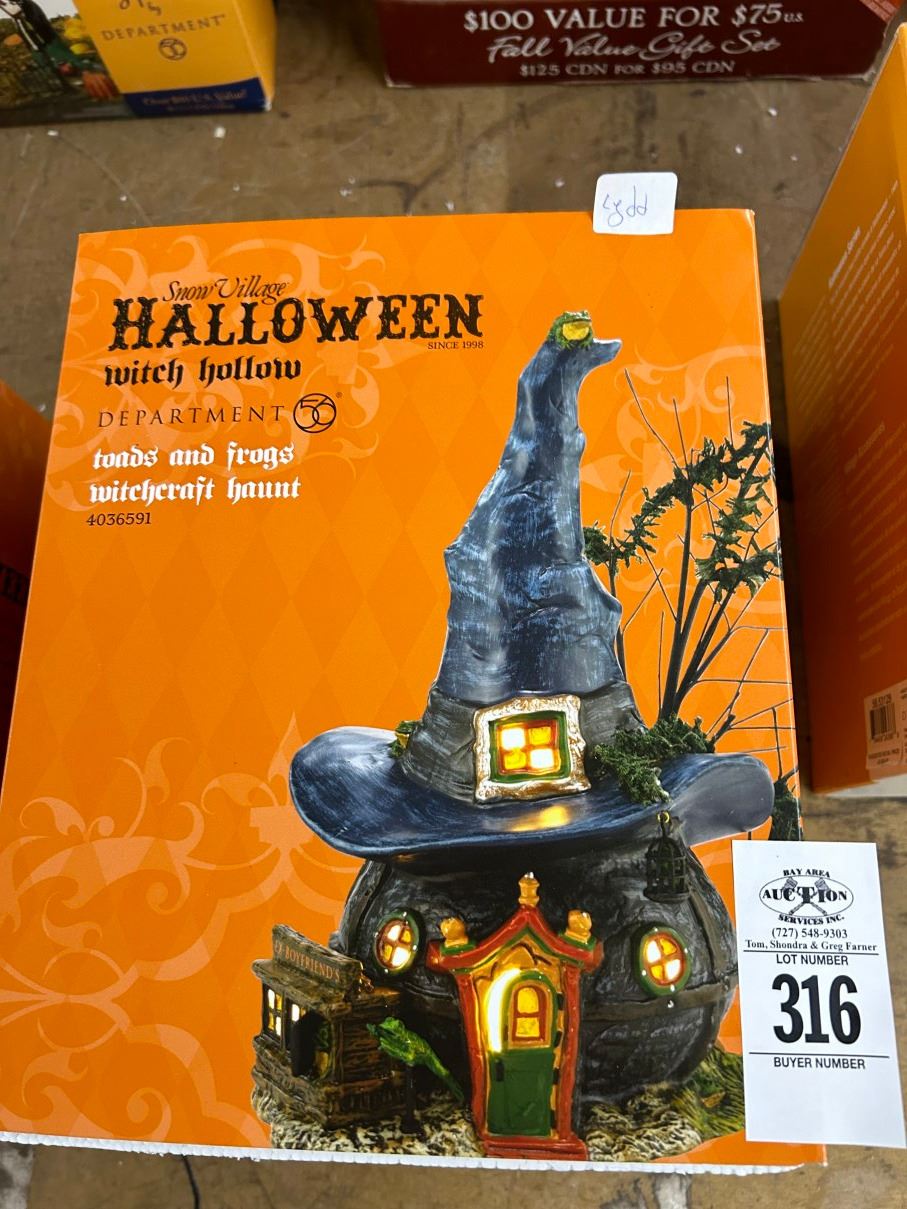 DEPARTMENT 56
$100 VALUE FOR $75 U.S.
Fall Value Gift Set
$125 CDN FOR $95 CDN
Snow Village
HALLOWEEN
SINCE 1998
witch hollow
DEPARTMENT 56®
toads and frogs
witchcraft haunt
4036591
BOYFRIEND'S
BAY AREA
AUCTION
SERVICES INC.
(727) 548-9303
Tom, Shondra & Greg Farner
LOT NUMBER
316
BUYER NUMBER